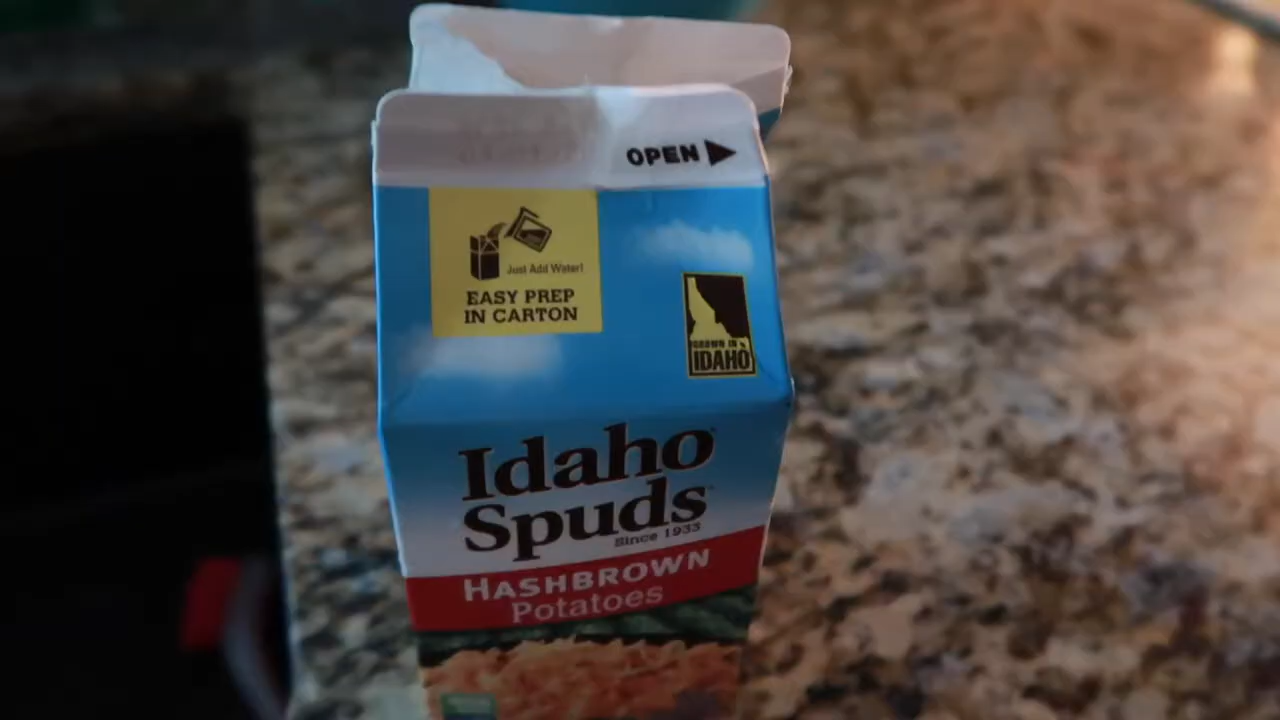 OPEN
Just Add Water!
EASY PREP
IN CARTON
GROWN IN
IDAHO
Idaho
Spuds
Since 1933
HASHBROWN
Potatoes